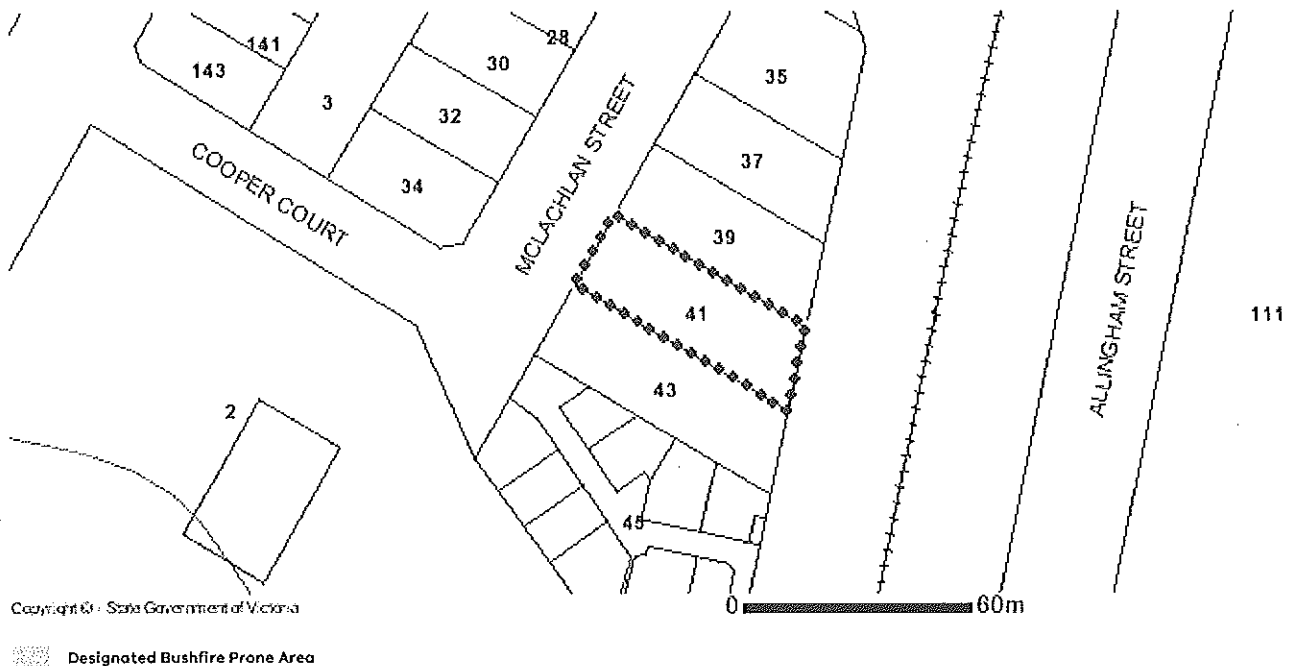 141
143
3
28
30
32
34
35
37
39
41
43
45
2
111
COOPER COURT
MCLACHLAN STREET
ALLINGHAM STREET
0 60m
Copyright © - State Government of Victoria
Designated Bushfire Prone Area